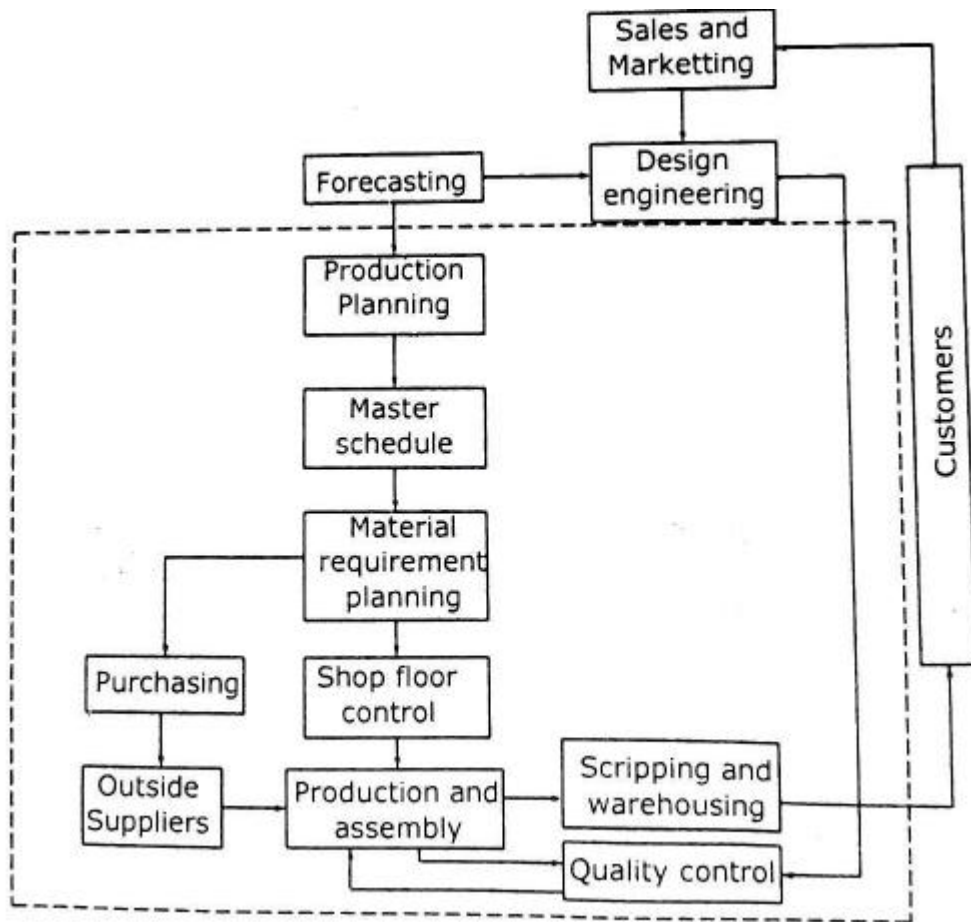 Sales and
Marketting
Forecasting
Design
engineering
Production
Planning
Master
schedule
Material
requirement
planning
Purchasing
Shop floor
control
Outside
Suppliers
Production and
assembly
Scripping and
warehousing
Quality control
Customers